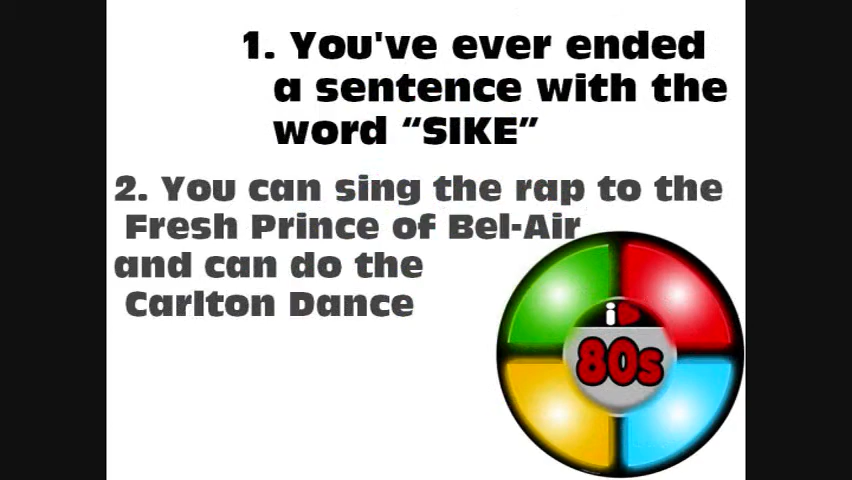 1. You've ever ended
a sentence with the
word “SIKE”
2. You can sing the rap to the
Fresh Prince of Bel-Air
and can do the
Carlton Dance
i
80s